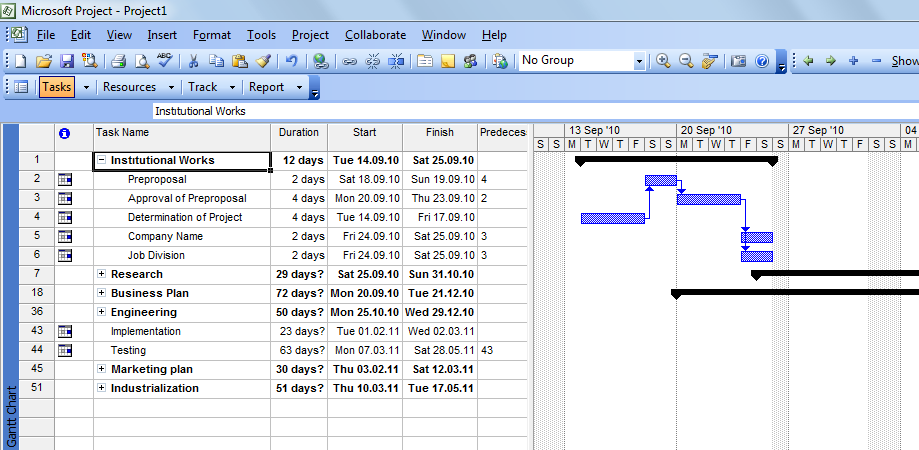 Microsoft Project - Project1
File Edit View Insert Format Tools Project Collaborate Window Help
ABC No Group Show
Tasks Resources Track Report
Institutional Works
Task Name Duration Start Finish Predecess 13 Sep '10 20 Sep '10 27 Sep '10 04
S S M T W T F S S M T W T F S S M T W T F S S M
1 Institutional Works 12 days Tue 14.09.10 Sat 25.09.10
2 Preproposal 2 days Sat 18.09.10 Sun 19.09.10 4
3 Approval of Preproposal 4 days Mon 20.09.10 Thu 23.09.10 2
4 Determination of Project 4 days Tue 14.09.10 Fri 17.09.10
5 Company Name 2 days Fri 24.09.10 Sat 25.09.10 3
6 Job Division 2 days Fri 24.09.10 Sat 25.09.10 3
7 Research 29 days? Sat 25.09.10 Sun 31.10.10
18 Business Plan 72 days? Mon 20.09.10 Tue 21.12.10
36 Engineering 50 days? Mon 25.10.10 Wed 29.12.10
43 Implementation 23 days? Tue 01.02.11 Wed 02.03.11
44 Testing 63 days? Mon 07.03.11 Sat 28.05.11 43
45 Marketing plan 30 days? Thu 03.02.11 Sat 12.03.11
51 Industrialization 51 days? Thu 10.03.11 Tue 17.05.11
Gantt Chart